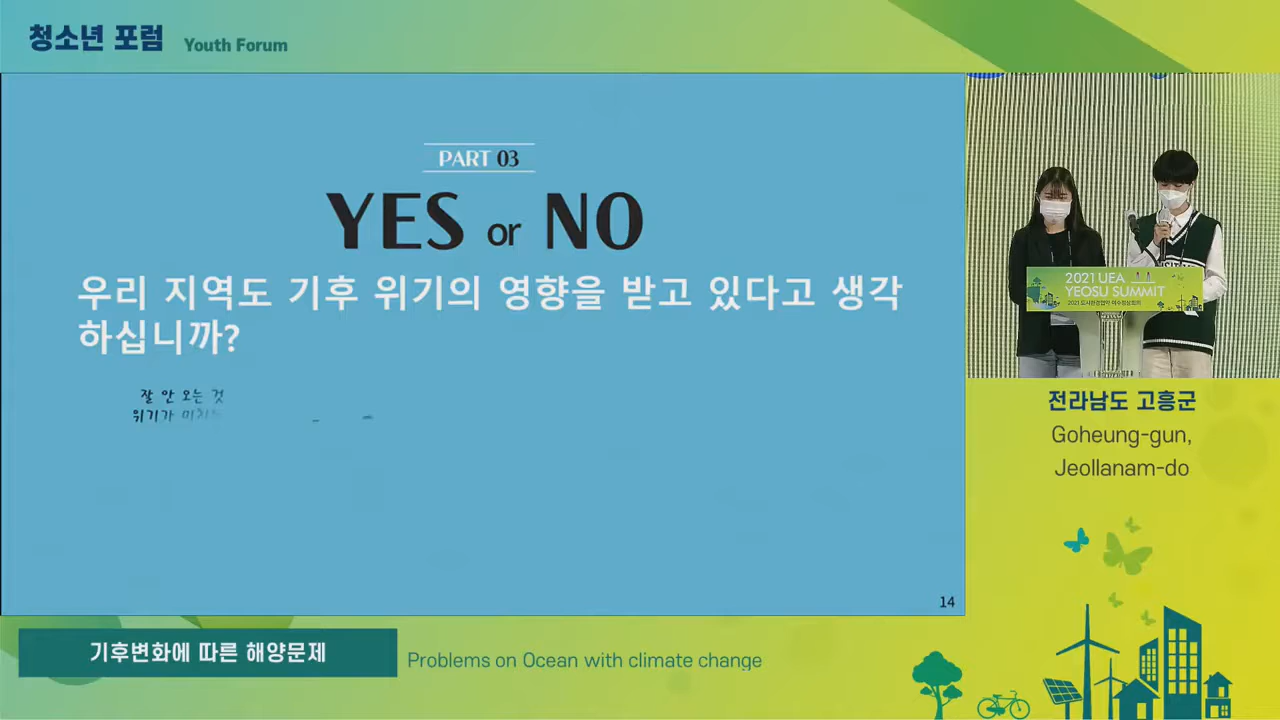 청소년 포럼 Youth Forum
PART 03
YES or NO
우리 지역도 기후 위기의 영향을 받고 있다고 생각
하십니까?
잘 안 오는 것
위기가
14
2021 UEA
YEOSU SUMMIT
2021 도시환경협약 여수정상회의
전라남도 고흥군
Goheung-gun,
Jeollanam-do
기후변화에 따른 해양문제
Problems on Ocean with climate change